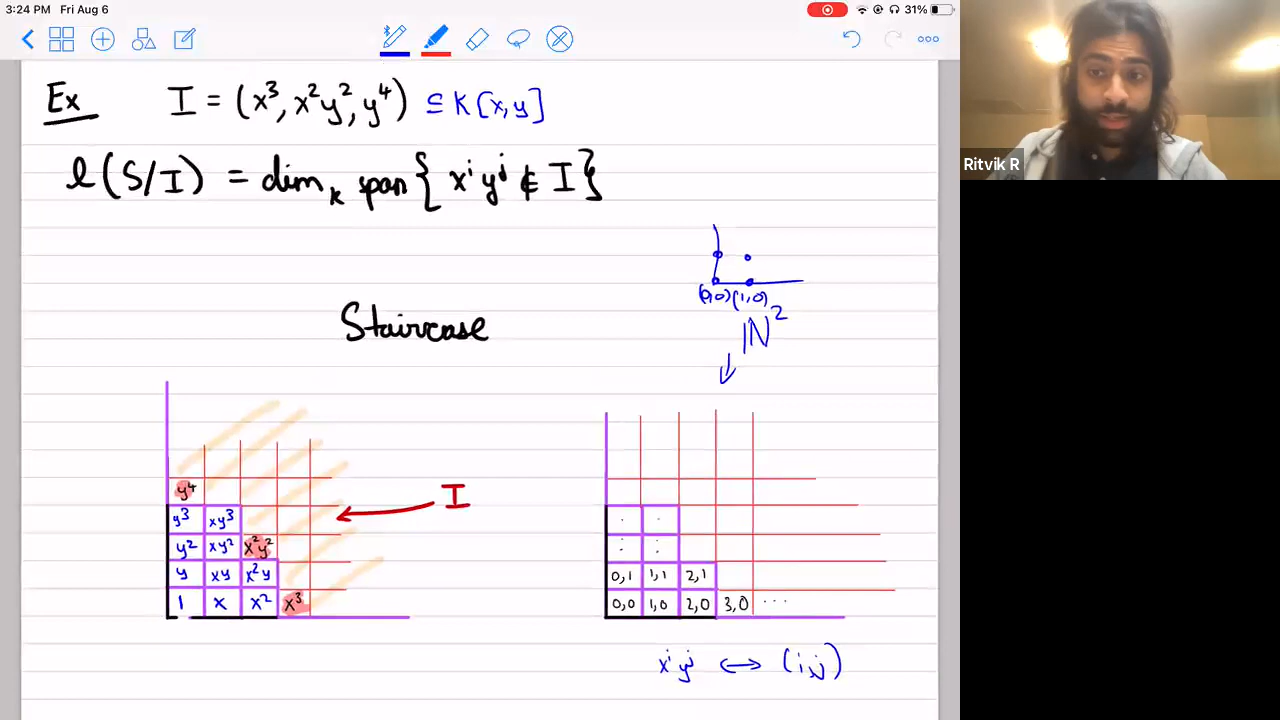 3:24 PM Fri Aug 6
31%
Ex I = (x³, x²y², y⁴) ⊆ K[x,y]
Ritvik R
l(S/I) = dim_k span{ xⁱyʲ ∉ I }
(0,0) (1,0)
Staircase
ℕ²
y⁴
I
y³ xy³
y² xy² x²y²
y xy x²y
1 x x² x³
0,1 1,1 2,1
0,0 1,0 2,0 3,0 ...
xⁱyʲ ↔ (i,j)